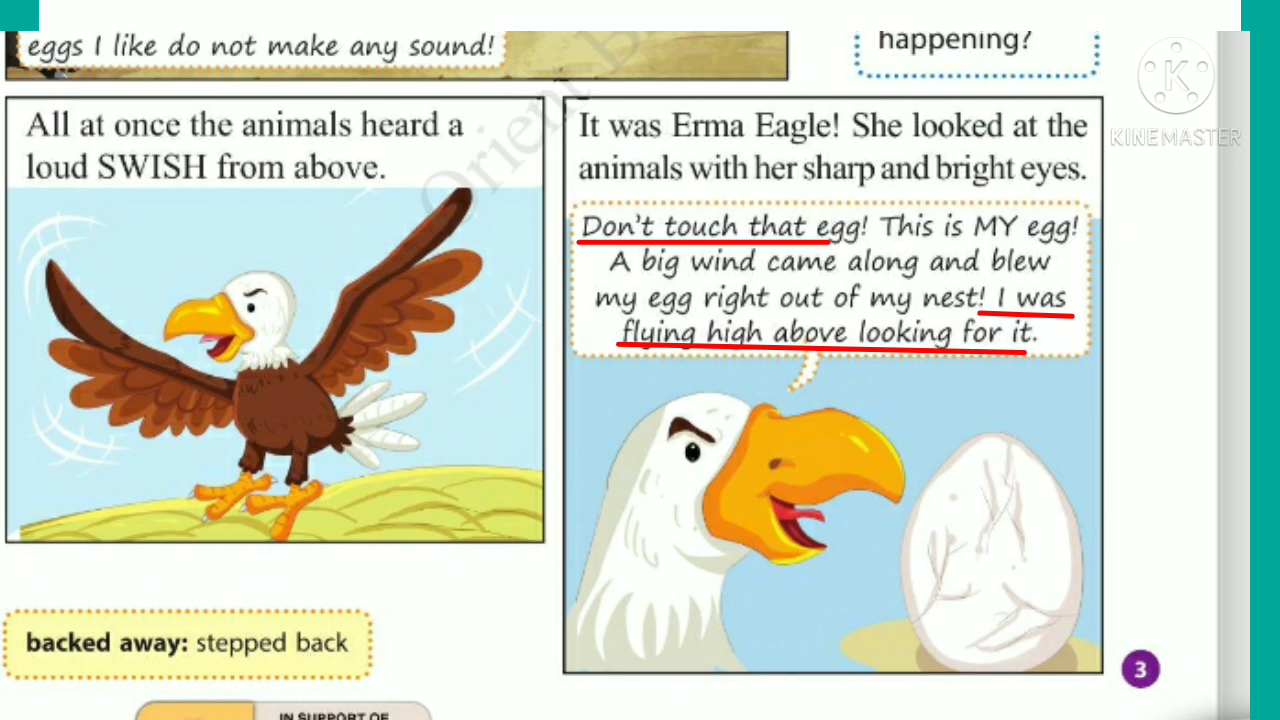 eggs I like do not make any sound!
happening?
K
KINEMASTER
All at once the animals heard a
loud SWISH from above.
It was Erma Eagle! She looked at the
animals with her sharp and bright eyes.
Don't touch that egg! This is MY egg!
A big wind came along and blew
my egg right out of my nest! I was
flying high above looking for it.
Orient
backed away: stepped back
3
IN SUPPORT OF